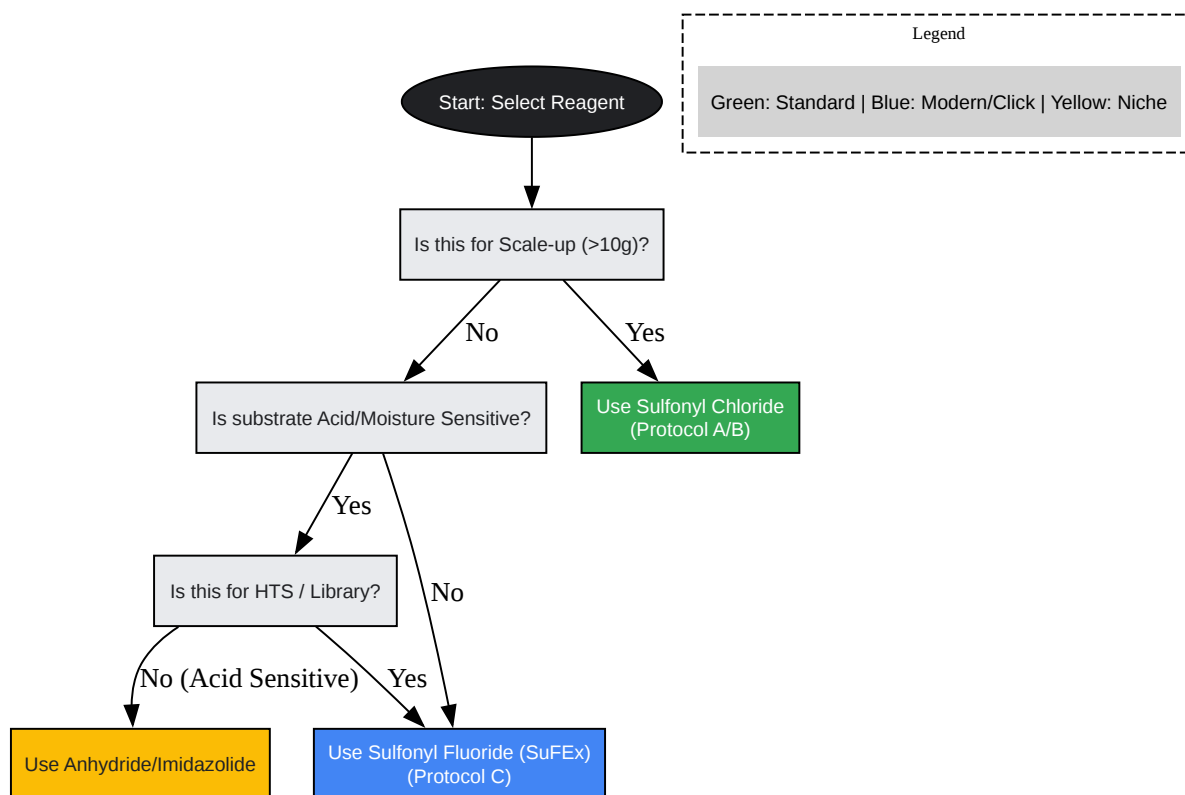 Legend
Green: Standard | Blue: Modern/Click | Yellow: Niche
Start: Select Reagent
Is this for Scale-up (>10g)?
No
Yes
Is substrate Acid/Moisture Sensitive?
Use Sulfonyl Chloride
(Protocol A/B)
Yes
Is this for HTS / Library?
No
No (Acid Sensitive)
Yes
Use Anhydride/Imidazolide
Use Sulfonyl Fluoride (SuFEx)
(Protocol C)